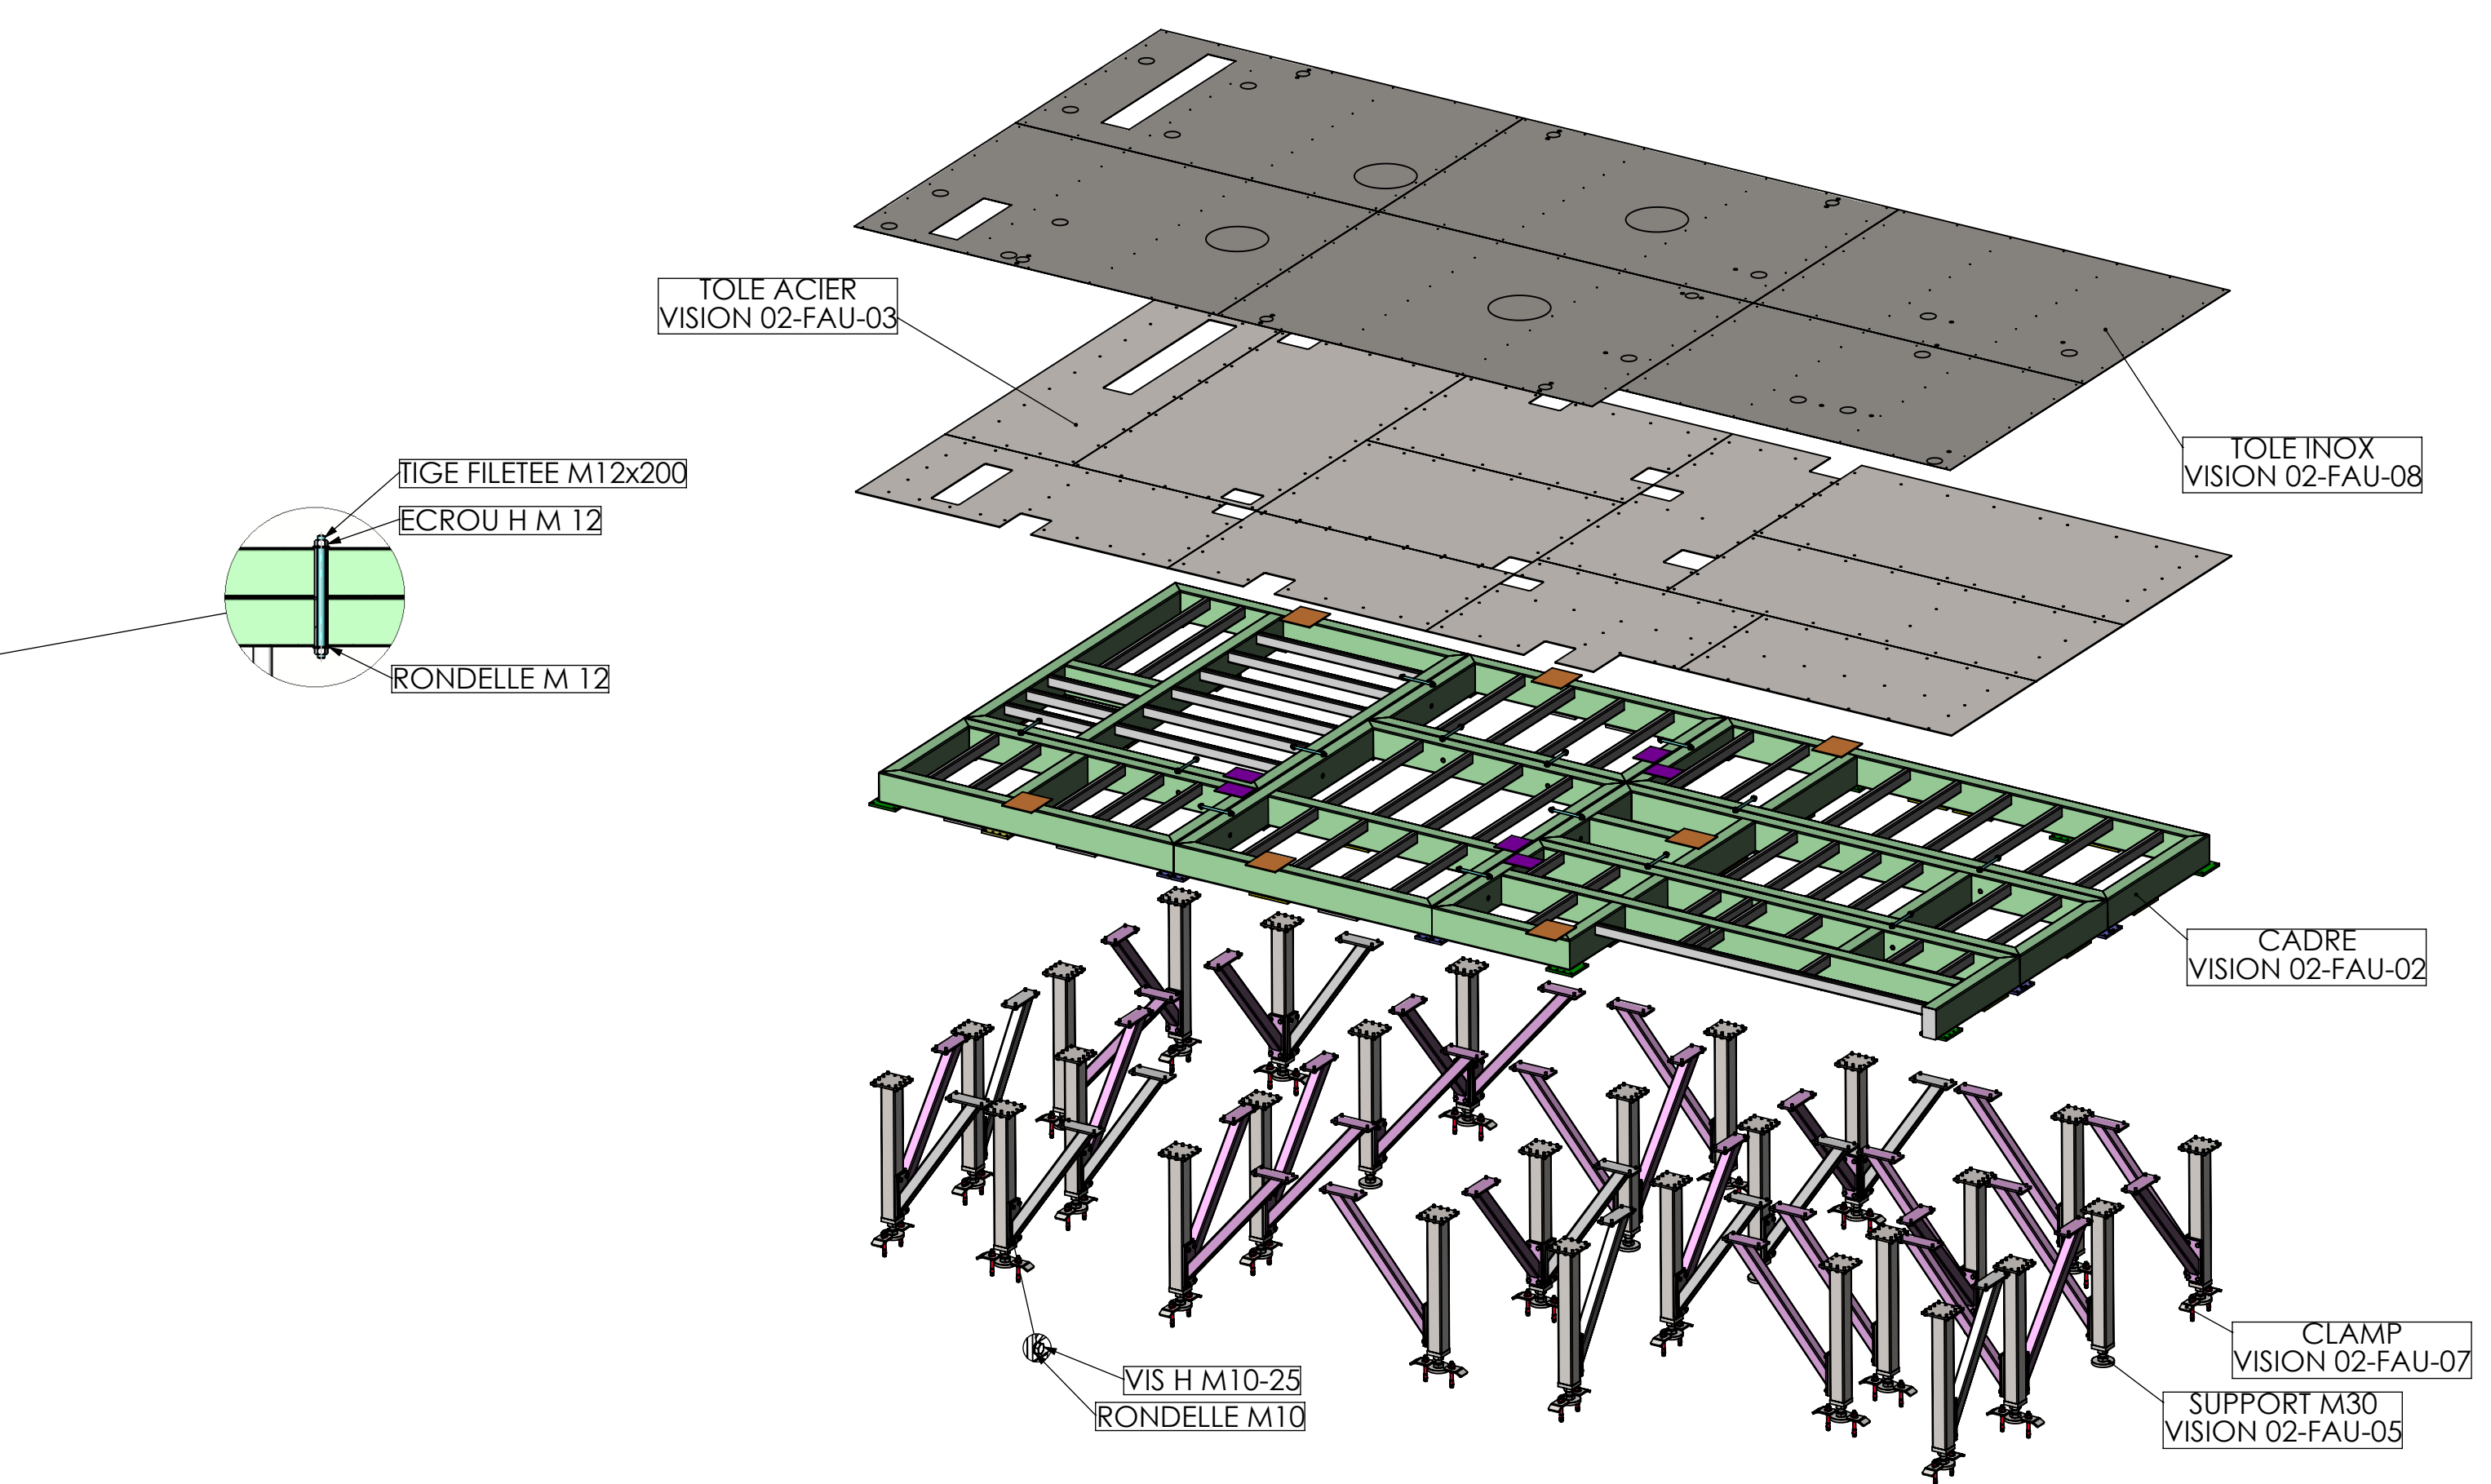 TOLE ACIER
VISION 02-FAU-03
TOLE INOX
VISION 02-FAU-08
TIGE FILETEE M12x200
ECROU H M 12
RONDELLE M 12
CADRE
VISION 02-FAU-02
CLAMP
VISION 02-FAU-07
VIS H M10-25
RONDELLE M10
SUPPORT M30
VISION 02-FAU-05